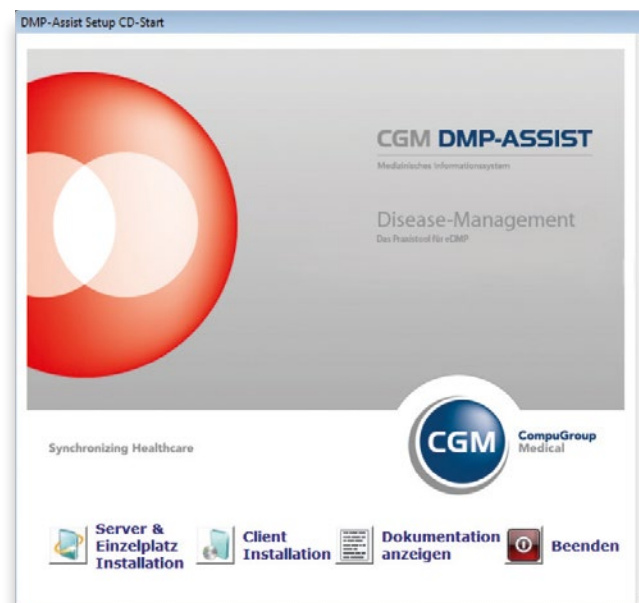 DMP-Assist Setup CD-Start
CGM DMP-ASSIST
Medizinisches Informationssystem
Disease-Management
Das Praxistool für eDMP
Synchronizing Healthcare
CGM
CompuGroup
Medical
Server &
Einzelplatz
Installation
Client
Installation
Dokumentation
anzeigen
Beenden